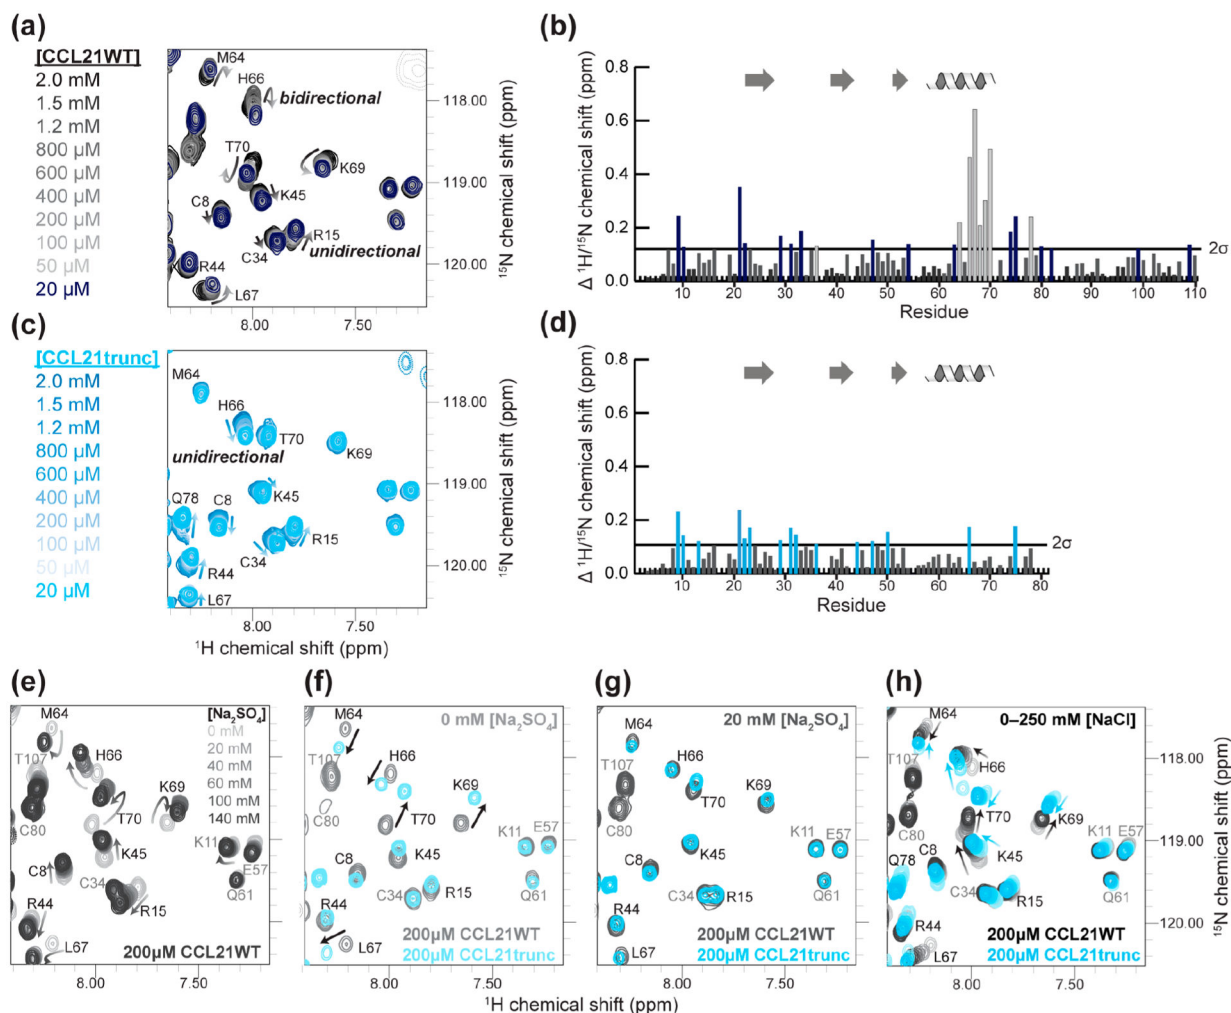 (a)
[CCL21WT]
2.0 mM
1.5 mM
1.2 mM
800 µM
600 µM
400 µM
200 µM
100 µM
50 µM
20 µM
M64
H66
bidirectional
T70
K69
K45
C8
R15
C34
unidirectional
R44
L67
118.00
119.00
120.00
¹⁵N chemical shift (ppm)
8.00
7.50
(b)
Δ ¹H/¹⁵N chemical shift (ppm)
0.8
0.6
0.4
0.2
0.0
2σ
10
20
30
40
50
60
70
80
90
100
110
Residue
(c)
[CCL21trunc]
2.0 mM
1.5 mM
1.2 mM
800 µM
600 µM
400 µM
200 µM
100 µM
50 µM
20 µM
M64
H66
T70
unidirectional
K69
K45
Q78
C8
R15
C34
R44
L67
118.00
119.00
120.00
¹⁵N chemical shift (ppm)
8.00
7.50
¹H chemical shift (ppm)
(d)
Δ ¹H/¹⁵N chemical shift (ppm)
0.8
0.6
0.4
0.2
0.0
2σ
10
20
30
40
50
60
70
80
Residue
(e)
[Na₂SO₄]
0 mM
20 mM
40 mM
60 mM
100 mM
140 mM
M64
H66
T107
K69
T70
C80
K11
K45
E57
C8
C34
Q61
R15
R44
L67
200µM CCL21WT
8.00
7.50
(f)
0 mM [Na₂SO₄]
M64
H66
T107
K69
C80
T70
K11
E57
C8
K45
C34
Q61
R15
R44
L67
200µM CCL21WT
200µM CCL21trunc
8.00
7.50
(g)
20 mM [Na₂SO₄]
M64
H66
T107
K69
T70
C80
K11
E57
K45
C8
Q61
R15
R44
L67
200µM CCL21WT
200µM CCL21trunc
8.00
7.50
(h)
0–250 mM [NaCl]
M64
T107
H66
T70
K69
C80
K11
E57
K45
Q78
C8
C34
Q61
R15
R44
L67
200µM CCL21WT
200µM CCL21trunc
118.00
119.00
120.00
¹⁵N chemical shift (ppm)
8.00
7.50
¹H chemical shift (ppm)